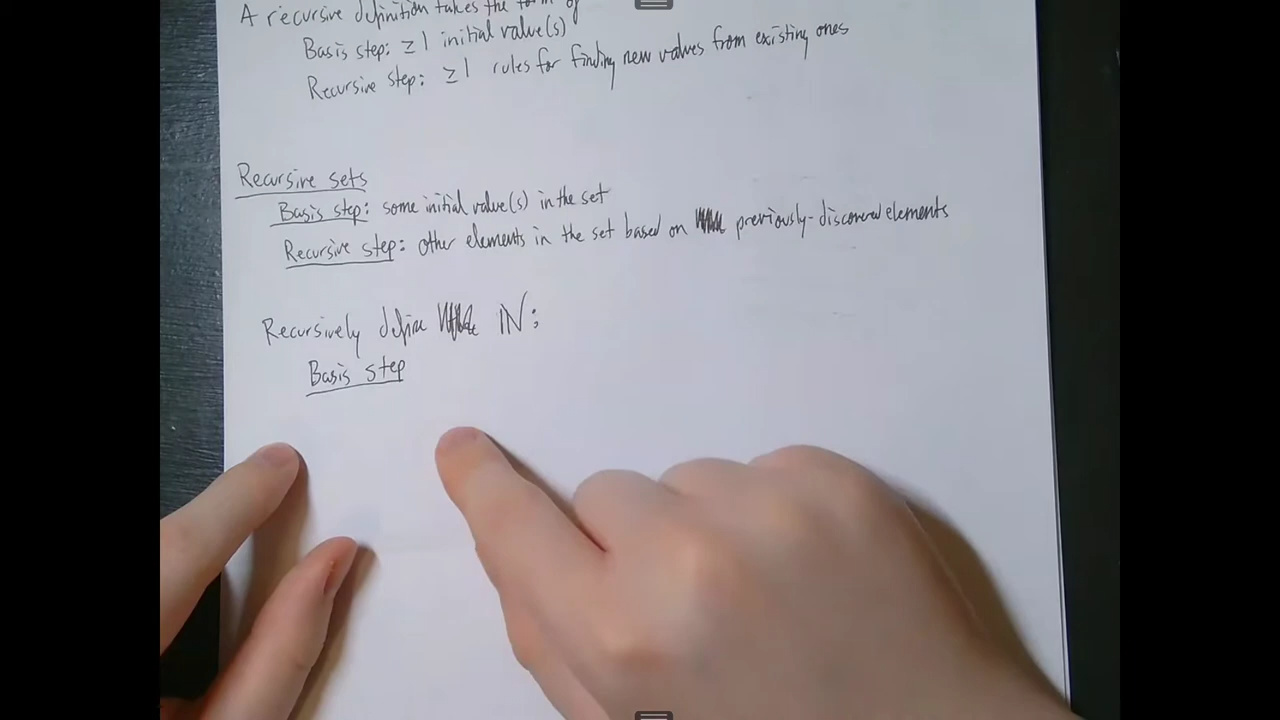 A recursive definition takes the form of
Basis step: ≥1 initial value(s)
Recursive step: ≥1 rules for finding new values from existing ones
Recursive sets
Basis step: some initial value(s) in the set
Recursive step: other elements in the set based on previously-discovered elements
Recursively define ℕ:
Basis step